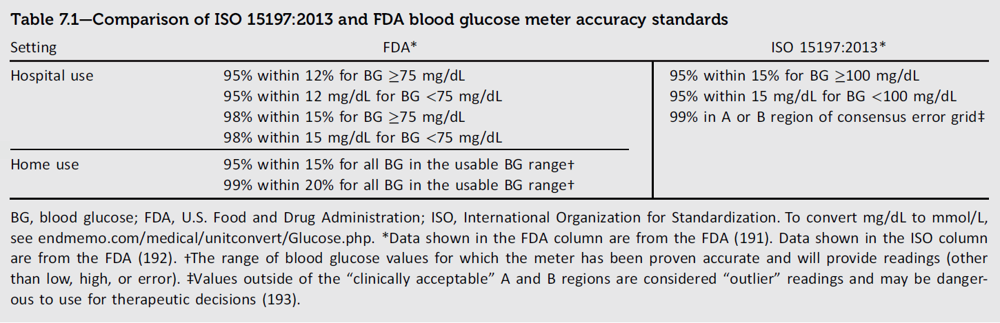 Table 7.1—Comparison of ISO 15197:2013 and FDA blood glucose meter accuracy standards
Setting FDA* ISO 15197:2013*
Hospital use 95% within 12% for BG ≥75 mg/dL 95% within 15% for BG ≥100 mg/dL
95% within 12 mg/dL for BG <75 mg/dL 95% within 15 mg/dL for BG <100 mg/dL
98% within 15% for BG ≥75 mg/dL 99% in A or B region of consensus error grid‡
98% within 15 mg/dL for BG <75 mg/dL
Home use 95% within 15% for all BG in the usable BG range†
99% within 20% for all BG in the usable BG range†
BG, blood glucose; FDA, U.S. Food and Drug Administration; ISO, International Organization for Standardization. To convert mg/dL to mmol/L,
see endmemo.com/medical/unitconvert/Glucose.php. *Data shown in the FDA column are from the FDA (191). Data shown in the ISO column
are from the FDA (192). †The range of blood glucose values for which the meter has been proven accurate and will provide readings (other
than low, high, or error). ‡Values outside of the “clinically acceptable” A and B regions are considered “outlier” readings and may be danger-
ous to use for therapeutic decisions (193).